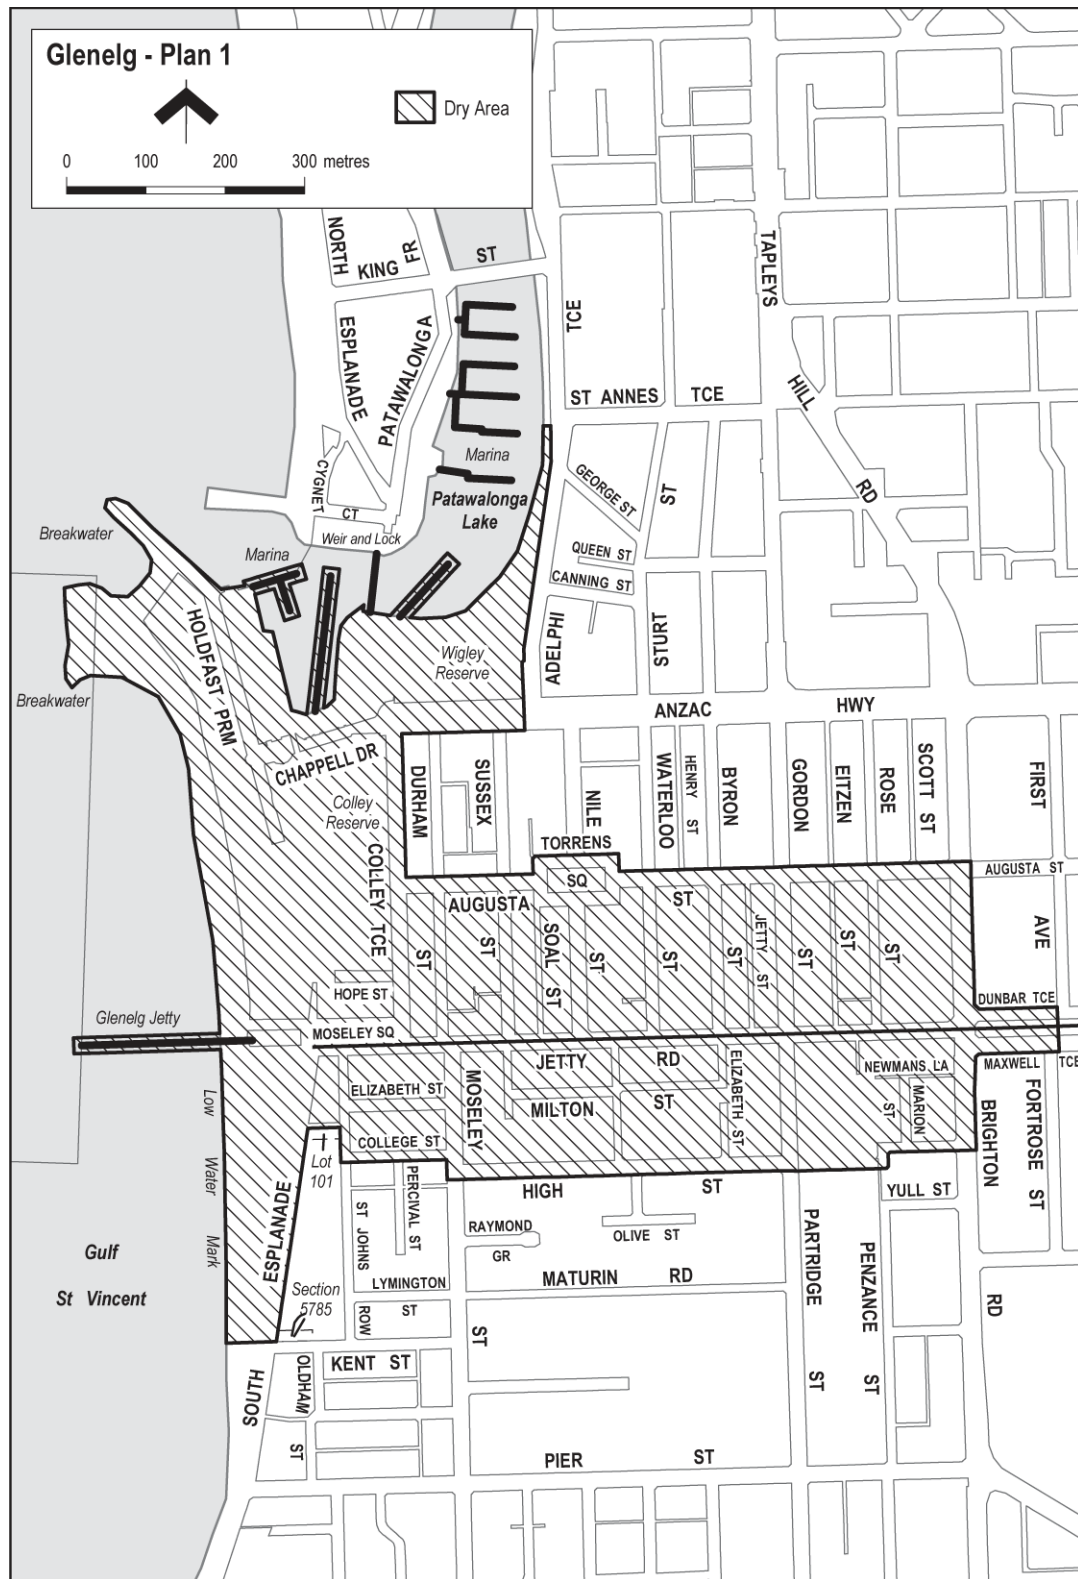 Glenelg - Plan 1
Dry Area
0 100 200 300 metres
NORTH
KING
FR
ST
TAPLEYS
TCE
ESPLANADE
PATAWALONGA
ST ANNES TCE
HILL
RD
Marina
Patawalonga
Lake
CYGNET
CT
Weir and Lock
GEORGE ST
ST
QUEEN ST
CANNING ST
Breakwater
Marina
HOLDFAST PRM
Wigley
Reserve
ADELPHI
STURT
Breakwater
ANZAC HWY
CHAPPELL DR
Colley
Reserve
DURHAM
SUSSEX
NILE
WATERLOO
HENRY ST
BYRON
GORDON
EITZEN
ROSE
SCOTT ST
FIRST
TORRENS
SQ
COLLEY TCE
AUGUSTA ST
AUGUSTA ST
AVE
ST
ST
SOAL ST
ST
ST
ST
JETTY ST
ST
ST
ST
HOPE ST
DUNBAR TCE
Glenelg Jetty
MOSELEY SQ
JETTY RD
MAXWELL TCE
ELIZABETH ST
MOSELEY
MILTON ST
ELIZABETH ST
NEWMANS LA
ST
MARION
BRIGHTON
FORTROSE ST
COLLEGE ST
Low
Water
Mark
Lot
101
ESPLANADE
PERCIVAL ST
ST JOHNS
HIGH ST
YULL ST
RAYMOND
GR
OLIVE ST
PARTRIDGE
PENZANCE
Gulf
St Vincent
Section
5785
LYMINGTON
ST
ROW
MATURIN RD
RD
ST
KENT ST
OLDHAM
ST
SOUTH
ST
ST
PIER ST